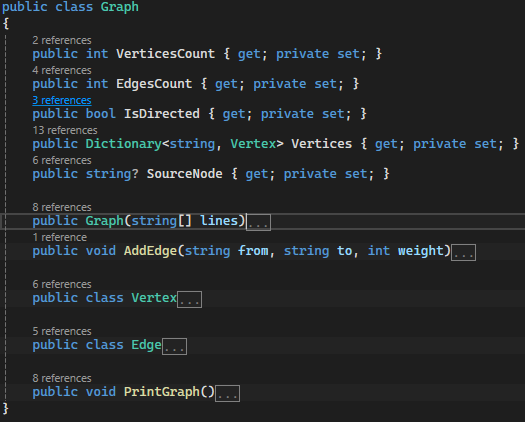 public class Graph
{
2 references
public int VerticesCount { get; private set; }
4 references
public int EdgesCount { get; private set; }
3 references
public bool IsDirected { get; private set; }
13 references
public Dictionary<string, Vertex> Vertices { get; private set; }
6 references
public string? SourceNode { get; private set; }
8 references
public Graph(string[] lines)...
1 reference
public void AddEdge(string from, string to, int weight)...
6 references
public class Vertex...
5 references
public class Edge...
8 references
public void PrintGraph()...
}